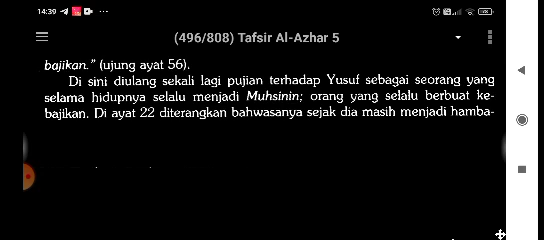 14:39
(496/808) Tafsir Al-Azhar 5
bajikan." (ujung ayat 56).
Di sini diulang sekali lagi pujian terhadap Yusuf sebagai seorang yang
selama hidupnya selalu menjadi Muhsinin; orang yang selalu berbuat ke-
bajikan. Di ayat 22 diterangkan bahwasanya sejak dia masih menjadi hamba-